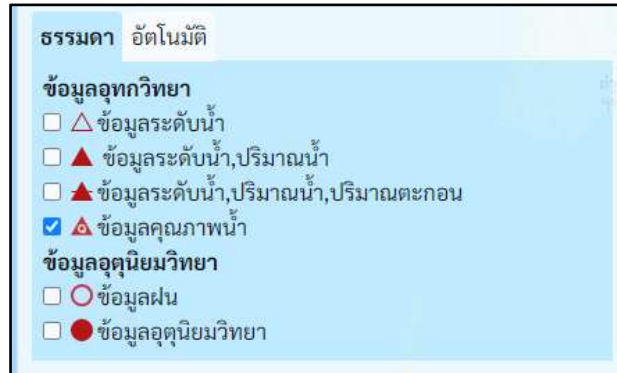 ธรรมดา อัตโนมัติ
ข้อมูลอุทกวิทยา
ข้อมูลระดับน้ำ
ข้อมูลระดับน้ำ,ปริมาณน้ำ
ข้อมูลระดับน้ำ,ปริมาณน้ำ,ปริมาณตะกอน
ข้อมูลคุณภาพน้ำ
ข้อมูลอุตุนิยมวิทยา
ข้อมูลฝน
ข้อมูลอุตุนิยมวิทยา